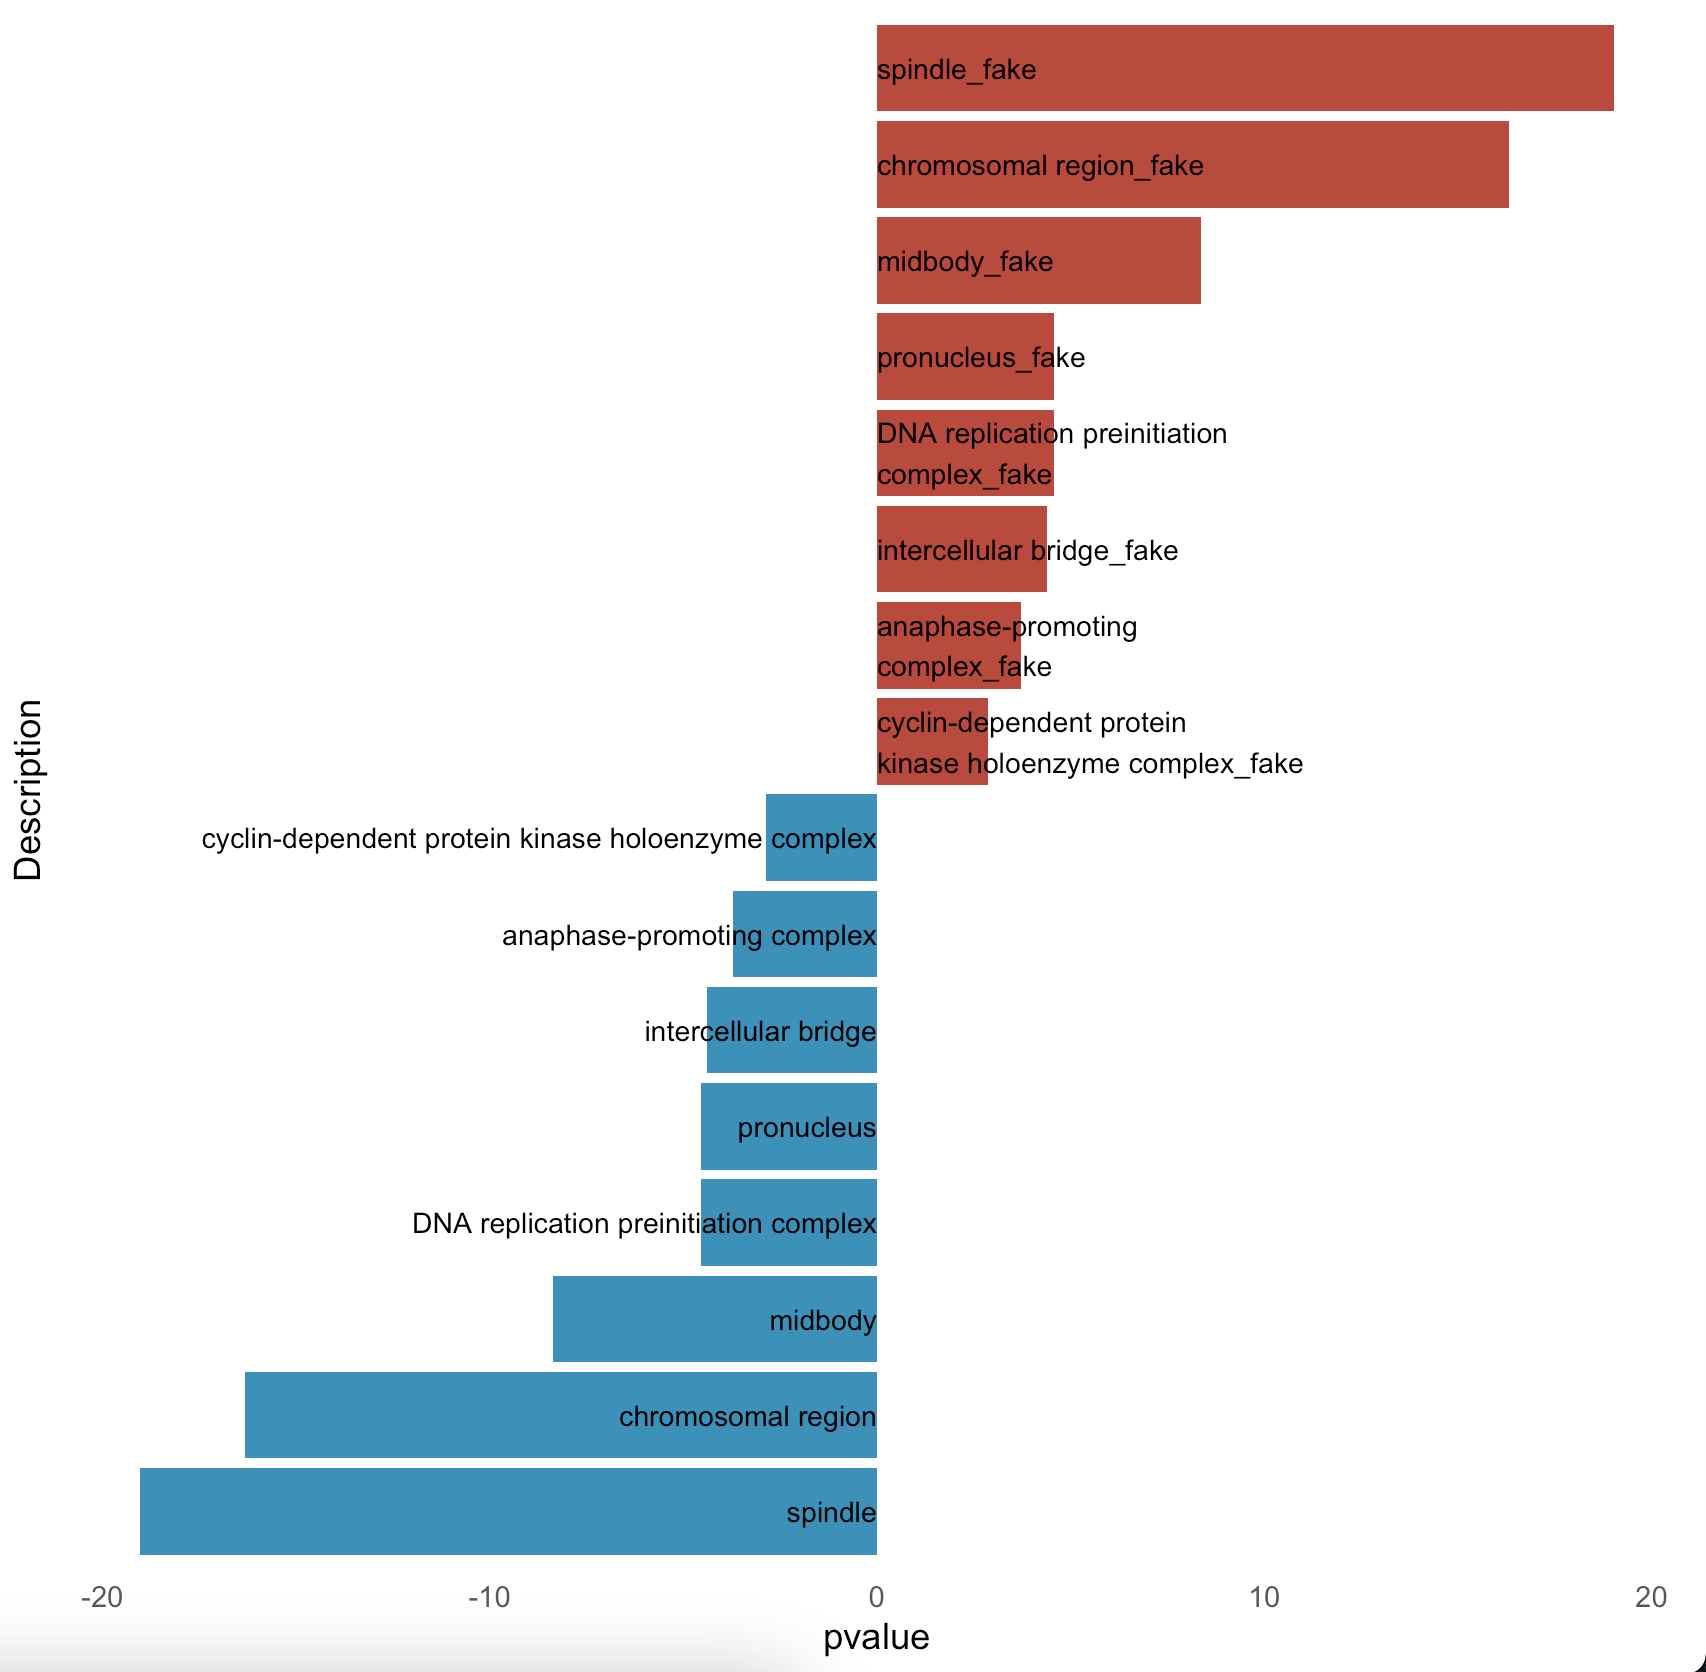 spindle_fake
chromosomal region_fake
midbody_fake
pronucleus_fake
DNA replication preinitiation
complex_fake
intercellular bridge_fake
anaphase-promoting
complex_fake
cyclin-dependent protein
kinase holoenzyme complex_fake
Description
cyclin-dependent protein kinase holoenzyme complex
anaphase-promoting complex
intercellular bridge
pronucleus
DNA replication preinitiation complex
midbody
chromosomal region
spindle
-20 -10 0 10 20
pvalue